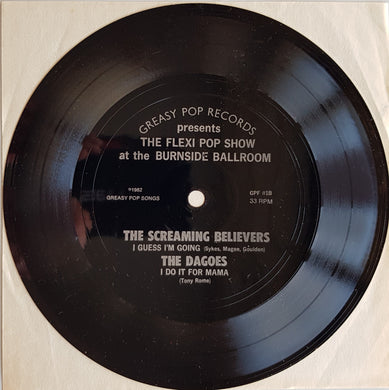 GREASY POP RECORDS
presents
THE FLEXI POP SHOW
at the BURNSIDE BALLROOM
℗1982
GREASY POP SONGS
GPF #1B
33 RPM
THE SCREAMING BELIEVERS
I GUESS I'M GOING (Sykes, Magen, Goulden)
THE DAGOES
I DO IT FOR MAMA
(Tony Rome)